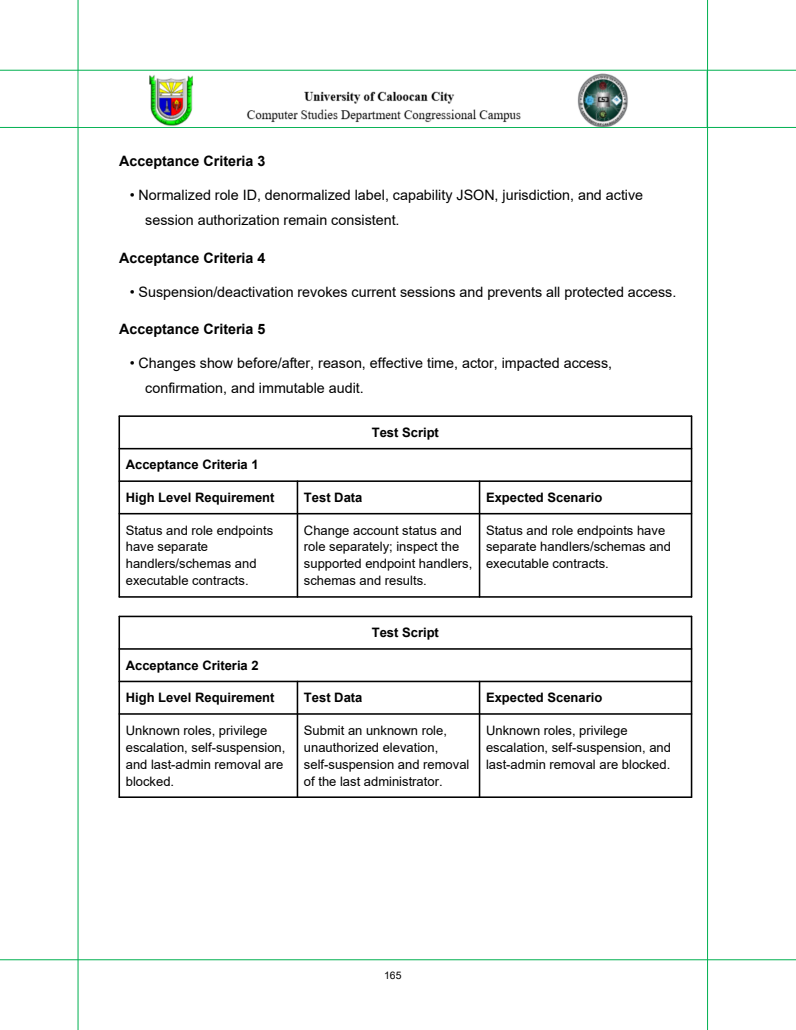 University of Caloocan City
Computer Studies Department Congressional Campus
Acceptance Criteria 3
• Normalized role ID, denormalized label, capability JSON, jurisdiction, and active
session authorization remain consistent.
Acceptance Criteria 4
• Suspension/deactivation revokes current sessions and prevents all protected access.
Acceptance Criteria 5
• Changes show before/after, reason, effective time, actor, impacted access,
confirmation, and immutable audit.
Test Script
Acceptance Criteria 1
High Level Requirement
Test Data
Expected Scenario
Status and role endpoints
have separate
handlers/schemas and
executable contracts.
Change account status and
role separately; inspect the
supported endpoint handlers,
schemas and results.
Status and role endpoints have
separate handlers/schemas and
executable contracts.
Test Script
Acceptance Criteria 2
High Level Requirement
Test Data
Expected Scenario
Unknown roles, privilege
escalation, self-suspension,
and last-admin removal are
blocked.
Submit an unknown role,
unauthorized elevation,
self-suspension and removal
of the last administrator.
Unknown roles, privilege
escalation, self-suspension, and
last-admin removal are blocked.
165